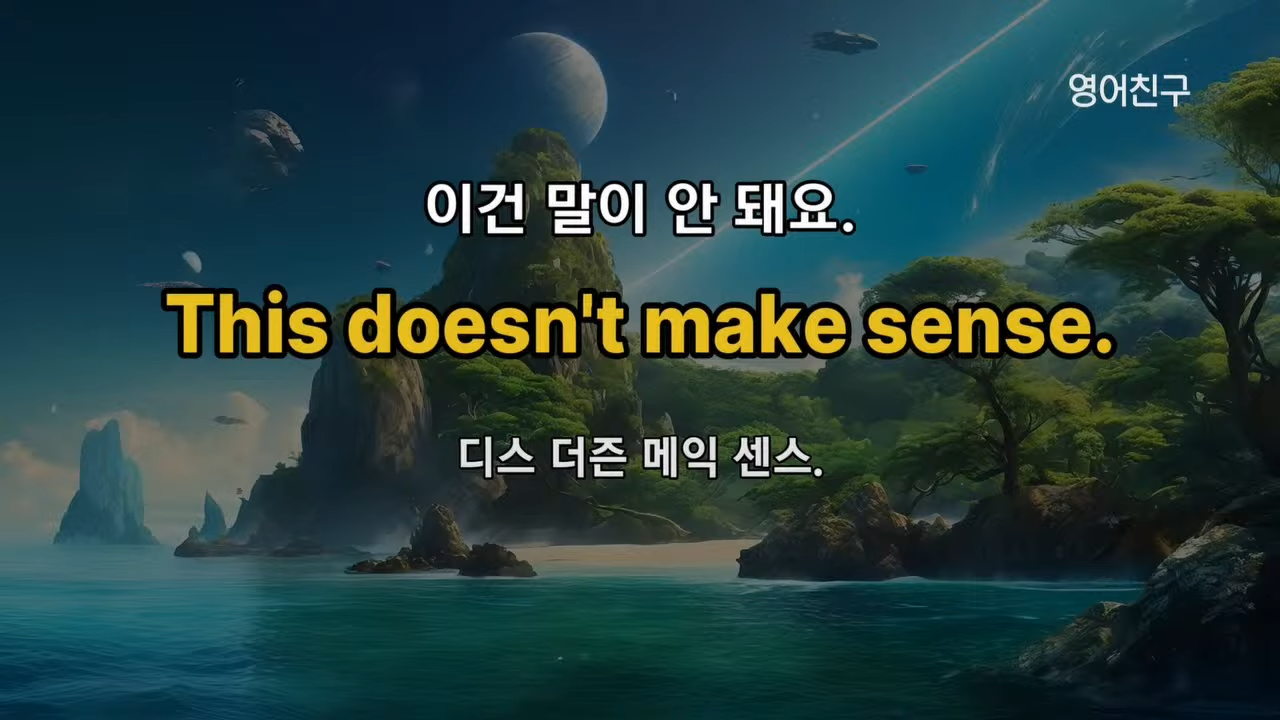 영어친구
이건 말이 안 돼요.
This doesn't make sense.
디스 더즌 메익 센스.